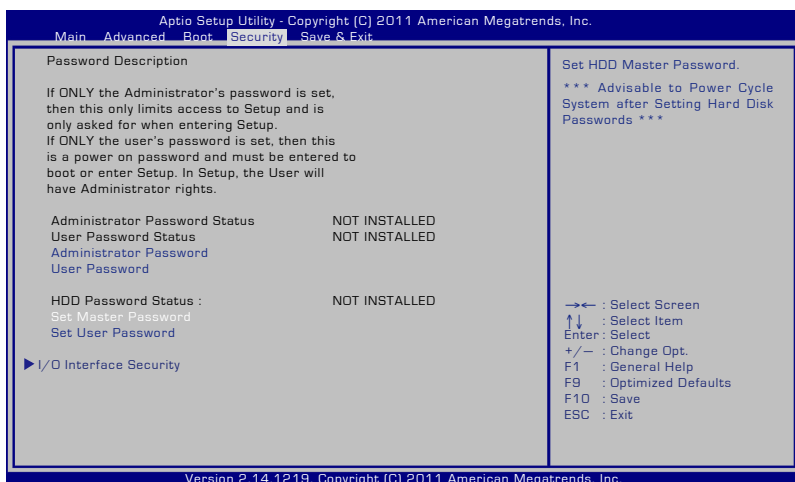 Aptio Setup Utility - Copyright (C) 2011 American Megatrends, Inc.
Main Advanced Boot Security Save & Exit
Password Description
If ONLY the Administrator's password is set,
then this only limits access to Setup and is
only asked for when entering Setup.
If ONLY the user's password is set, then this
is a power on password and must be entered to
boot or enter Setup. In Setup, the User will
have Administrator rights.
Administrator Password Status NOT INSTALLED
User Password Status NOT INSTALLED
Administrator Password
User Password
HDD Password Status : NOT INSTALLED
Set Master Password
Set User Password
I/O Interface Security
Set HDD Master Password.
*** Advisable to Power Cycle
System after Setting Hard Disk
Passwords ***
→← : Select Screen
↑↓ : Select Item
Enter : Select
+/— : Change Opt.
F1 : General Help
F9 : Optimized Defaults
F10 : Save
ESC : Exit
Version 2.14.1219. Copyright (C) 2011 American Megatrends, Inc.